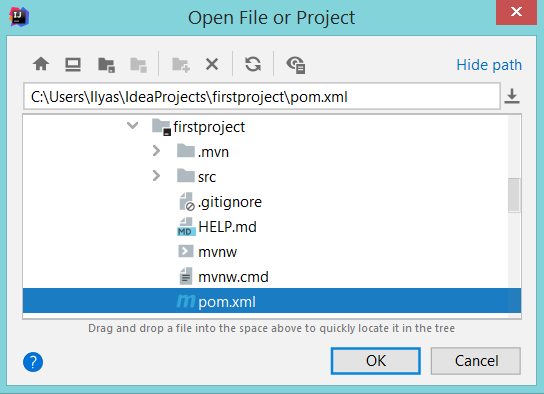 Open File or Project
Hide path
C:\Users\Ilyas\IdeaProjects\firstproject\pom.xml
firstproject
.mvn
src
.gitignore
MD HELP.md
mvnw
mvnw.cmd
m pom.xml
Drag and drop a file into the space above to quickly locate it in the tree
? OK Cancel